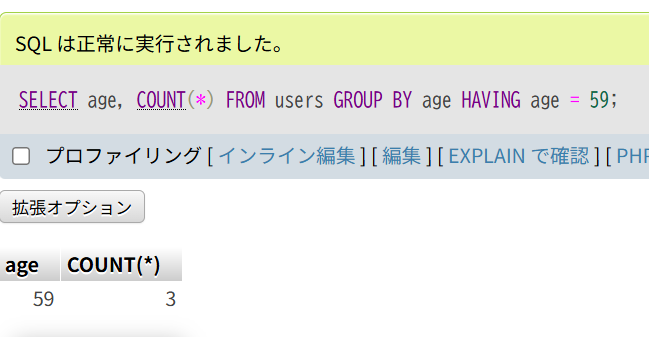 SQL は正常に実行されました。
SELECT age, COUNT(*) FROM users GROUP BY age HAVING age = 59;
プロファイリング [ インライン編集 ] [ 編集 ] [ EXPLAIN で確認 ] [ PHP
拡張オプション
age COUNT(*)
59 3